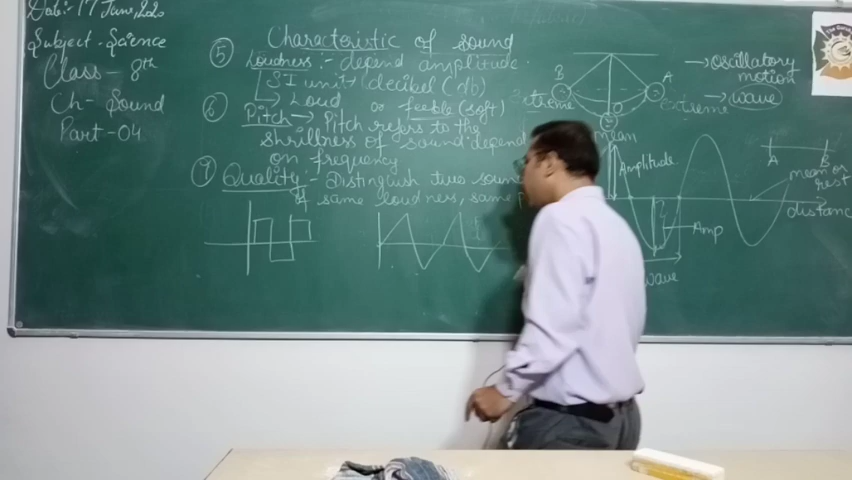 Date:- 17 June, 2020
Subject - Science
Class - 8th
Ch - Sound
Part - 04
Characteristic of sound
⑤ Loudness :- depend amplitude.
SI unit → decibel (db)
→ Loud or feeble (soft)
⑥ Pitch → Pitch refers to the
shrillness of sound depend
on frequency
⑦ Quality :- Distinguish two
of same loudness, same
B
A
O
extreme
extreme
mean
→ Oscillatory
motion
→ wave
Amplitude
A B
mean or
rest
distanc
Amp
wave